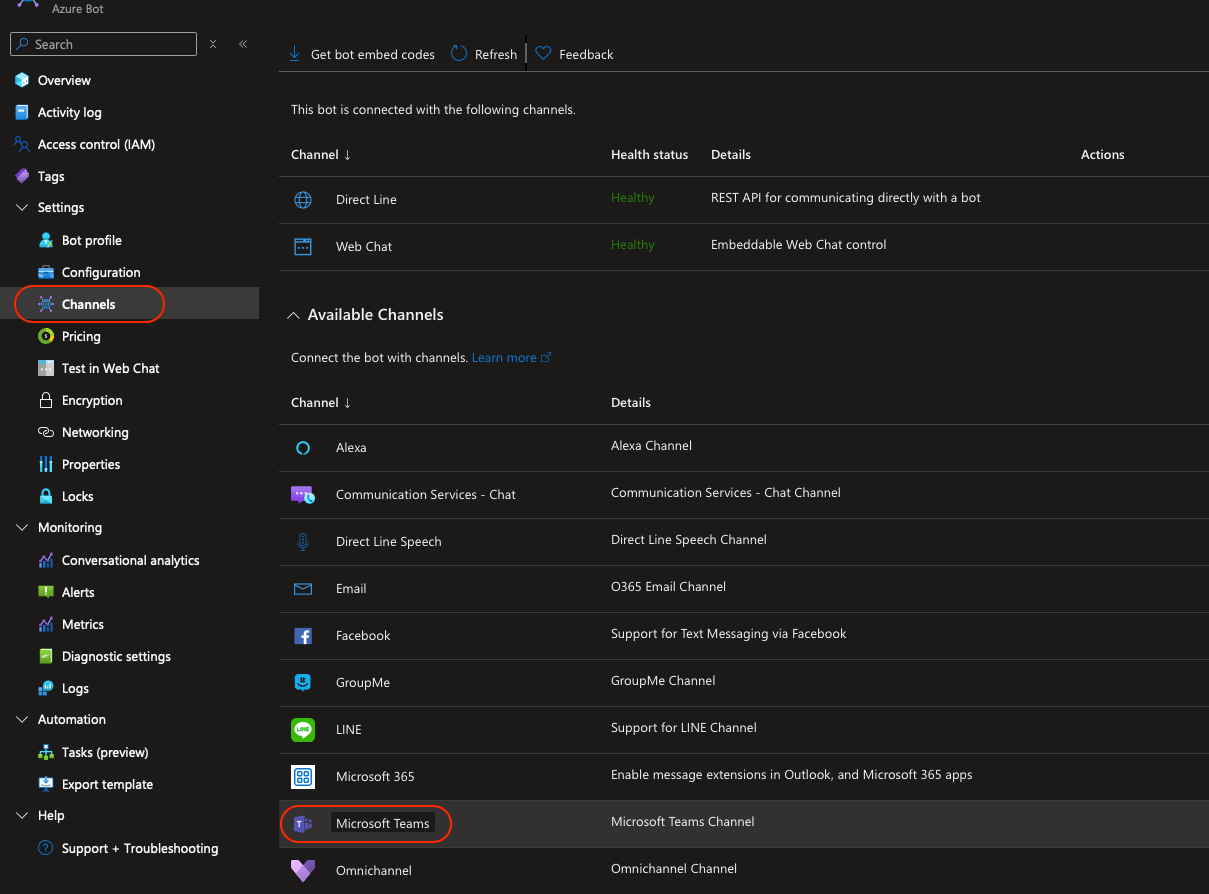 Azure Bot
Search
Overview
Activity log
Access control (IAM)
Tags
Settings
Bot profile
Configuration
Channels
Pricing
Test in Web Chat
Encryption
Networking
Properties
Locks
Monitoring
Conversational analytics
Alerts
Metrics
Diagnostic settings
Logs
Automation
Tasks (preview)
Export template
Help
Support + Troubleshooting
Get bot embed codes Refresh Feedback
This bot is connected with the following channels.
Channel ↓ Health status Details Actions
Direct Line Healthy REST API for communicating directly with a bot
Web Chat Healthy Embeddable Web Chat control
Available Channels
Connect the bot with channels. Learn more
Channel ↓ Details
Alexa Alexa Channel
Communication Services - Chat Communication Services - Chat Channel
Direct Line Speech Direct Line Speech Channel
Email O365 Email Channel
Facebook Support for Text Messaging via Facebook
GroupMe GroupMe Channel
LINE Support for LINE Channel
Microsoft 365 Enable message extensions in Outlook, and Microsoft 365 apps
Microsoft Teams Microsoft Teams Channel
Omnichannel Omnichannel Channel